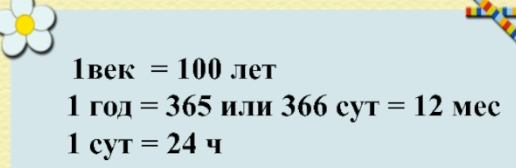 1век = 100 лет
1 год = 365 или 366 сут = 12 мес
1 сут = 24 ч